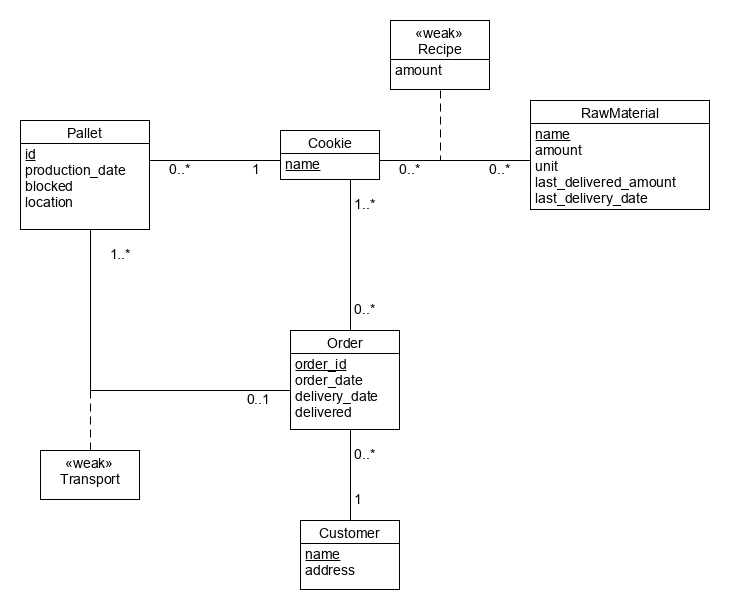 «weak»
Recipe
amount
RawMaterial
name
amount
unit
last_delivered_amount
last_delivery_date
Pallet
id
production_date
blocked
location
Cookie
name
0..*
1
0..*
0..*
1..*
1..*
0..*
Order
order_id
order_date
delivery_date
delivered
0..1
«weak»
Transport
0..*
1
Customer
name
address